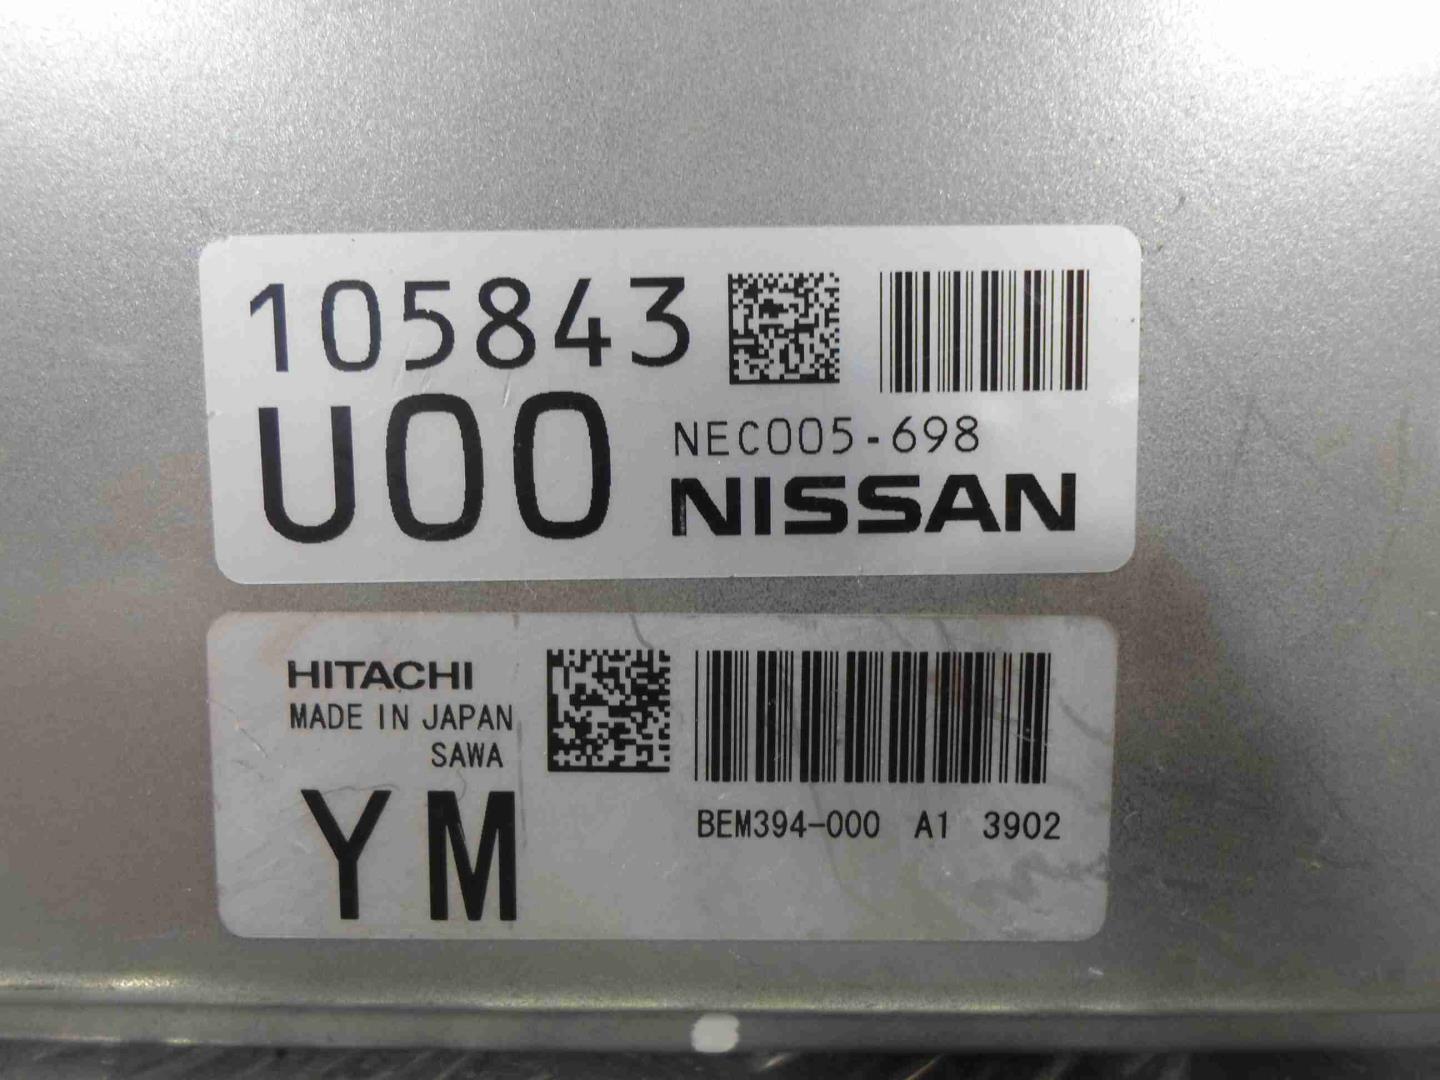 105843
U00
NEC005-698
NISSAN
HITACHI
MADE IN JAPAN
SAWA
YM
BEM394-000 A1 3902